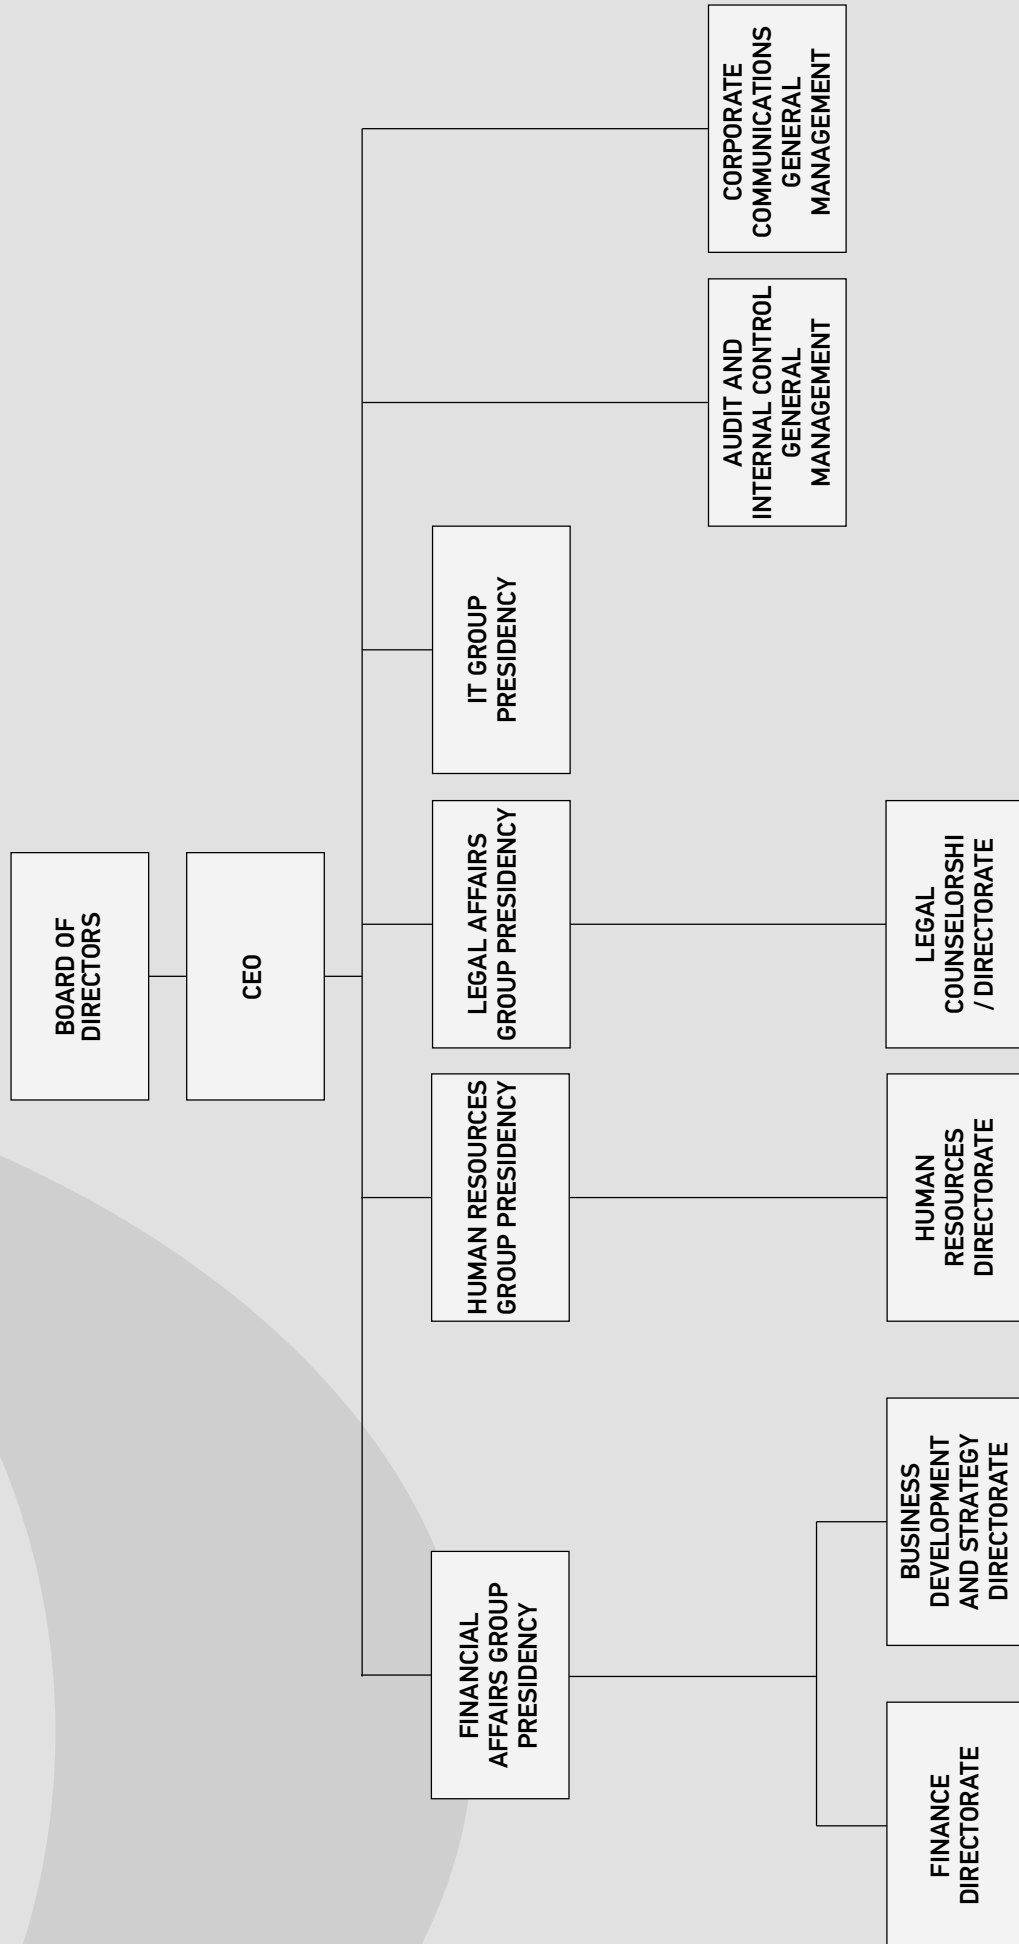 BOARD OF
DIRECTORS
CEO
FINANCIAL
AFFAIRS GROUP
PRESIDENCY
HUMAN RESOURCES
GROUP PRESIDENCY
LEGAL AFFAIRS
GROUP PRESIDENCY
IT GROUP
PRESIDENCY
AUDIT AND
INTERNAL CONTROL
GENERAL
MANAGEMENT
CORPORATE
COMMUNICATIONS
GENERAL
MANAGEMENT
FINANCE
DIRECTORATE
BUSINESS
DEVELOPMENT
AND STRATEGY
DIRECTORATE
HUMAN
RESOURCES
DIRECTORATE
LEGAL
COUNSELORSHI
/ DIRECTORATE